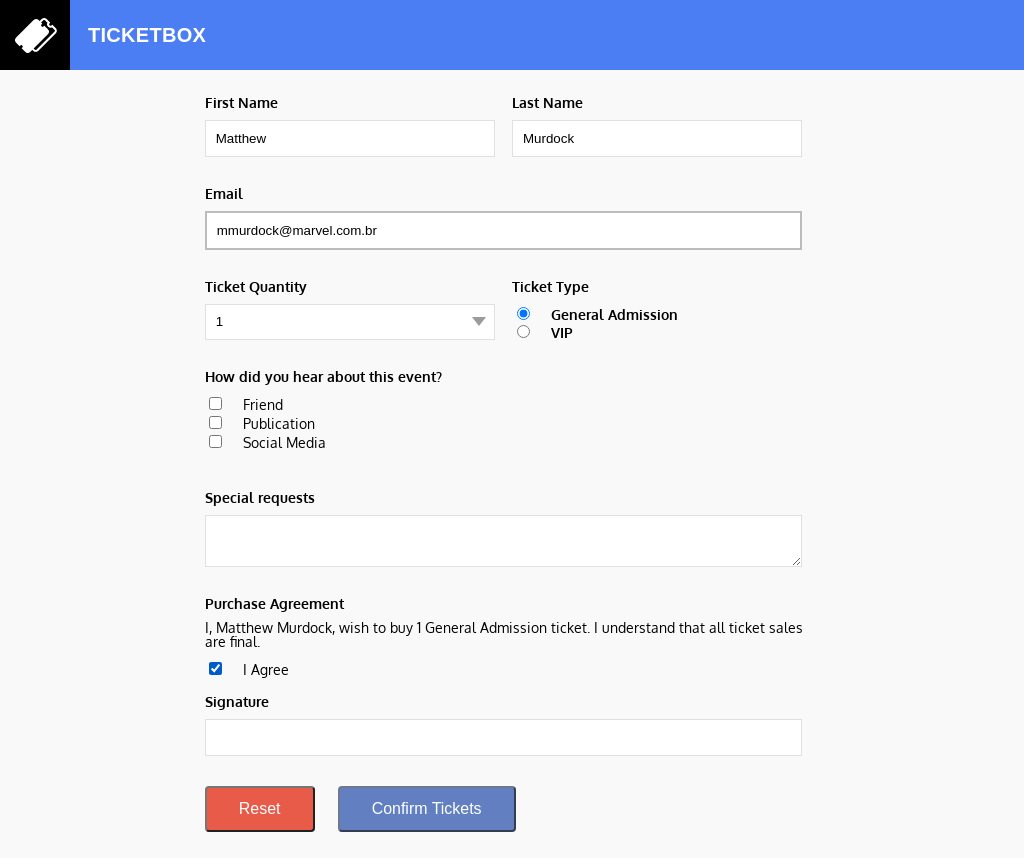 TICKETBOX
First Name
Last Name
Matthew
Murdock
Email
mmurdock@marvel.com.br
Ticket Quantity
Ticket Type
1
General Admission
VIP
How did you hear about this event?
Friend
Publication
Social Media
Special requests
Purchase Agreement
I, Matthew Murdock, wish to buy 1 General Admission ticket. I understand that all ticket sales
are final.
I Agree
Signature
Reset
Confirm Tickets